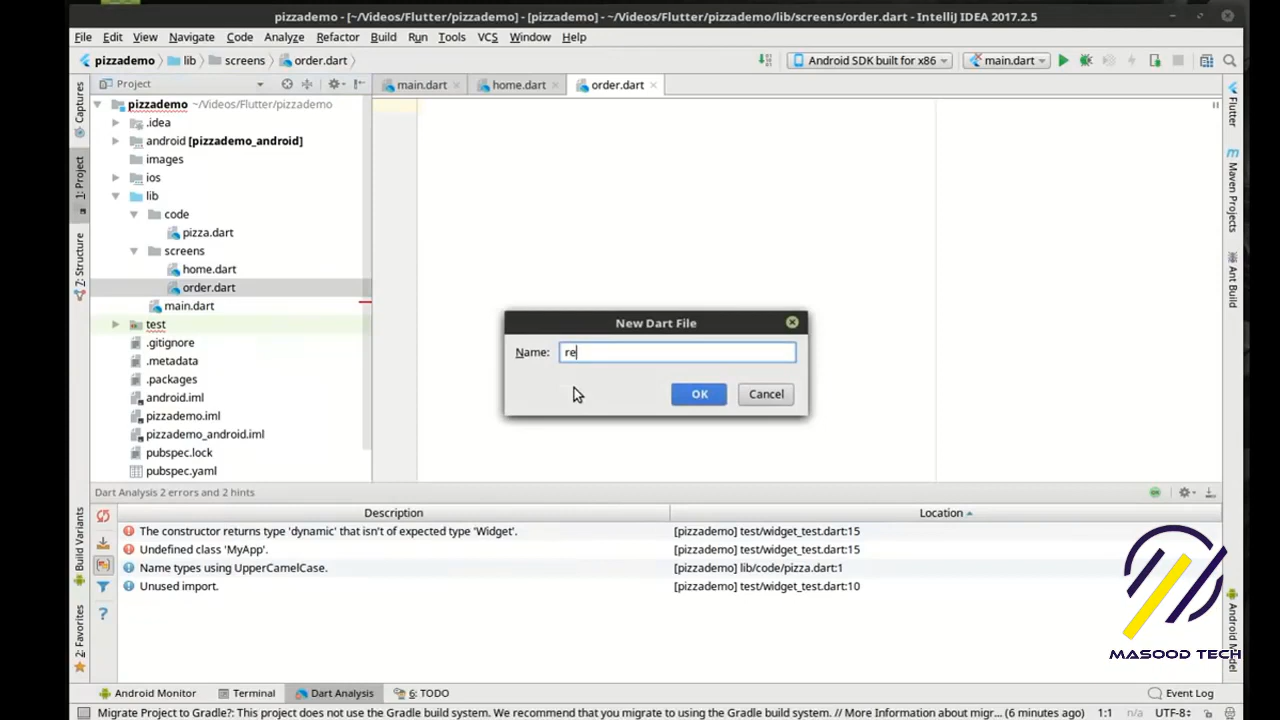 pizzademo - [~/Videos/Flutter/pizzademo] - [pizzademo] - ~/Videos/Flutter/pizzademo/lib/screens/order.dart - IntelliJ IDEA 2017.2.5
File Edit View Navigate Code Analyze Refactor Build Run Tools VCS Window Help
pizzademo lib screens order.dart Android SDK built for x86 main.dart
Project main.dart home.dart order.dart
pizzademo ~/Videos/Flutter/pizzademo
.idea
android [pizzademo_android]
images
ios
lib
code
pizza.dart
screens
home.dart
order.dart
main.dart
test
.gitignore
.metadata
.packages
android.iml
pizzademo.iml
pizzademo_android.iml
pubspec.lock
pubspec.yaml
Captures
1: Project
7: Structure
Build Variants
2: Favorites
New Dart File
Name: re
OK Cancel
Flutter
Maven Projects
Ant Build
Android Model
Dart Analysis 2 errors and 2 hints
Description Location
The constructor returns type 'dynamic' that isn't of expected type 'Widget'. [pizzademo] test/widget_test.dart:15
Undefined class 'MyApp'. [pizzademo] test/widget_test.dart:15
Name types using UpperCamelCase. [pizzademo] lib/code/pizza.dart:1
Unused import. [pizzademo] test/widget_test.dart:10
MASOOD TECH
Android Monitor Terminal Dart Analysis 6: TODO Event Log
Migrate Project to Gradle?: This project does not use the Gradle build system. We recommend that you migrate to using the Gradle build system. // More Information about migr... (6 minutes ago) 1:1 n/a UTF-8